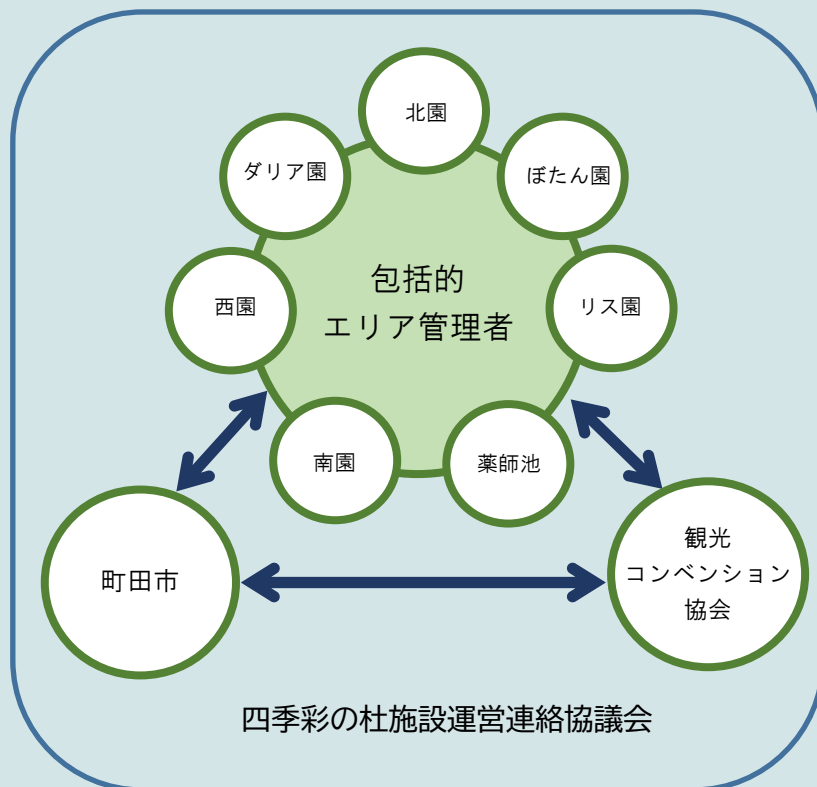 北園
ダリア園
ぼたん園
包括的
エリア管理者
西園
リス園
南園
薬師池
町田市
観光
コンベンション
協会
四季彩の杜施設運営連絡協議会